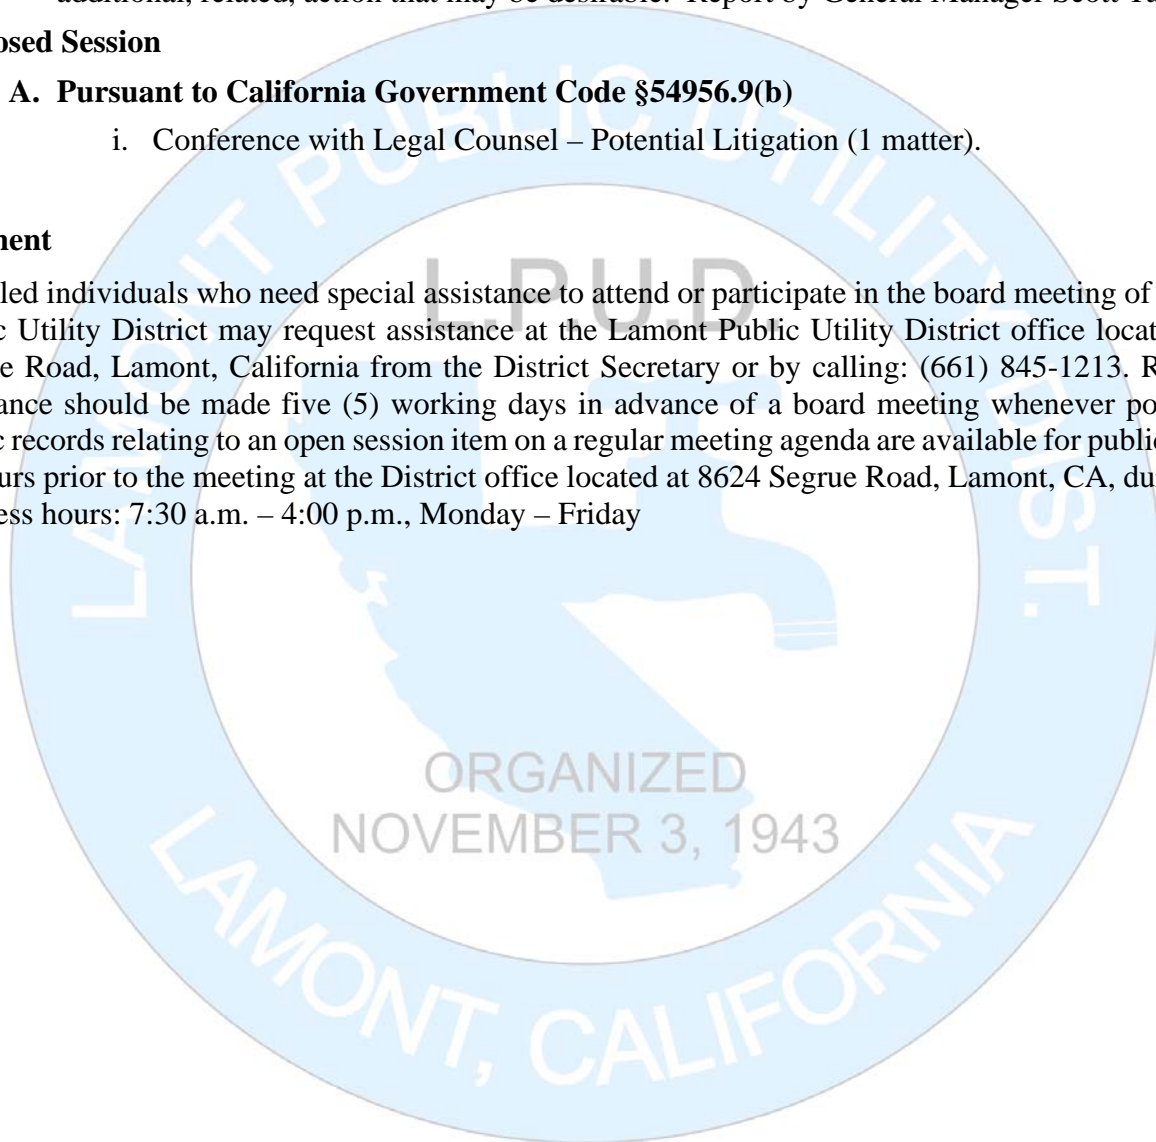 additional, related, action that may be desirable. Report by General Manager Scott
osed Session
A. Pursuant to California Government Code §54956.9(b)
i. Conference with Legal Counsel – Potential Litigation (1 matter).
ment
led individuals who need special assistance to attend or participate in the board meeting of
c Utility District may request assistance at the Lamont Public Utility District office locat
e Road, Lamont, California from the District Secretary or by calling: (661) 845-1213. R
ance should be made five (5) working days in advance of a board meeting whenever po
c records relating to an open session item on a regular meeting agenda are available for public
urs prior to the meeting at the District office located at 8624 Segrue Road, Lamont, CA, du
ess hours: 7:30 a.m. – 4:00 p.m., Monday – Friday
LAMONT PUBLIC UTILITY DIST.
L.P.U.D.
ORGANIZED
NOVEMBER 3, 1943
LAMONT, CALIFORNIA